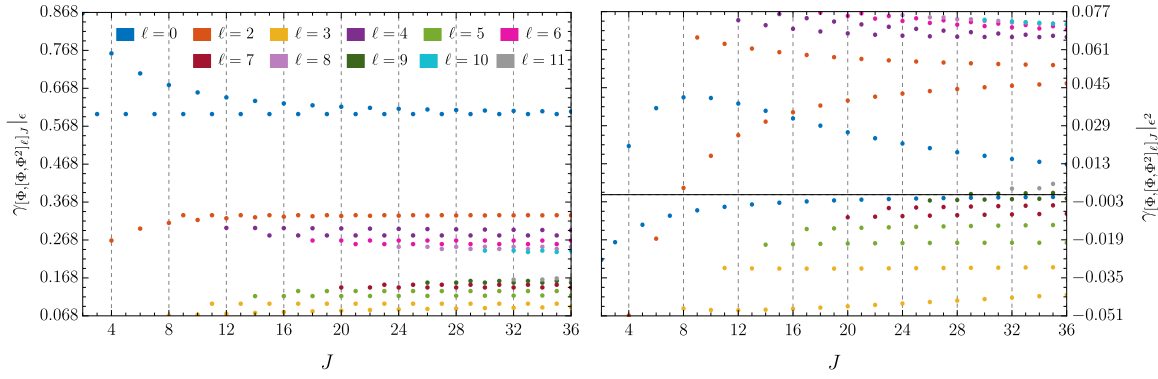 0.868
0.768
0.668
0.568
0.468
0.368
0.268
0.168
0.068
γ[Φ,[Φ,Φ²]ℓ]J|ϵ
ℓ = 0 ℓ = 2 ℓ = 3 ℓ = 4 ℓ = 5 ℓ = 6
ℓ = 7 ℓ = 8 ℓ = 9 ℓ = 10 ℓ = 11
4 8 12 16 20 24 28 32 36
J
0.077
0.061
0.045
0.029
0.013
−0.003
−0.019
−0.035
−0.051
γ[Φ,[Φ,Φ²]ℓ]J|ϵ²
4 8 12 16 20 24 28 32 36
J